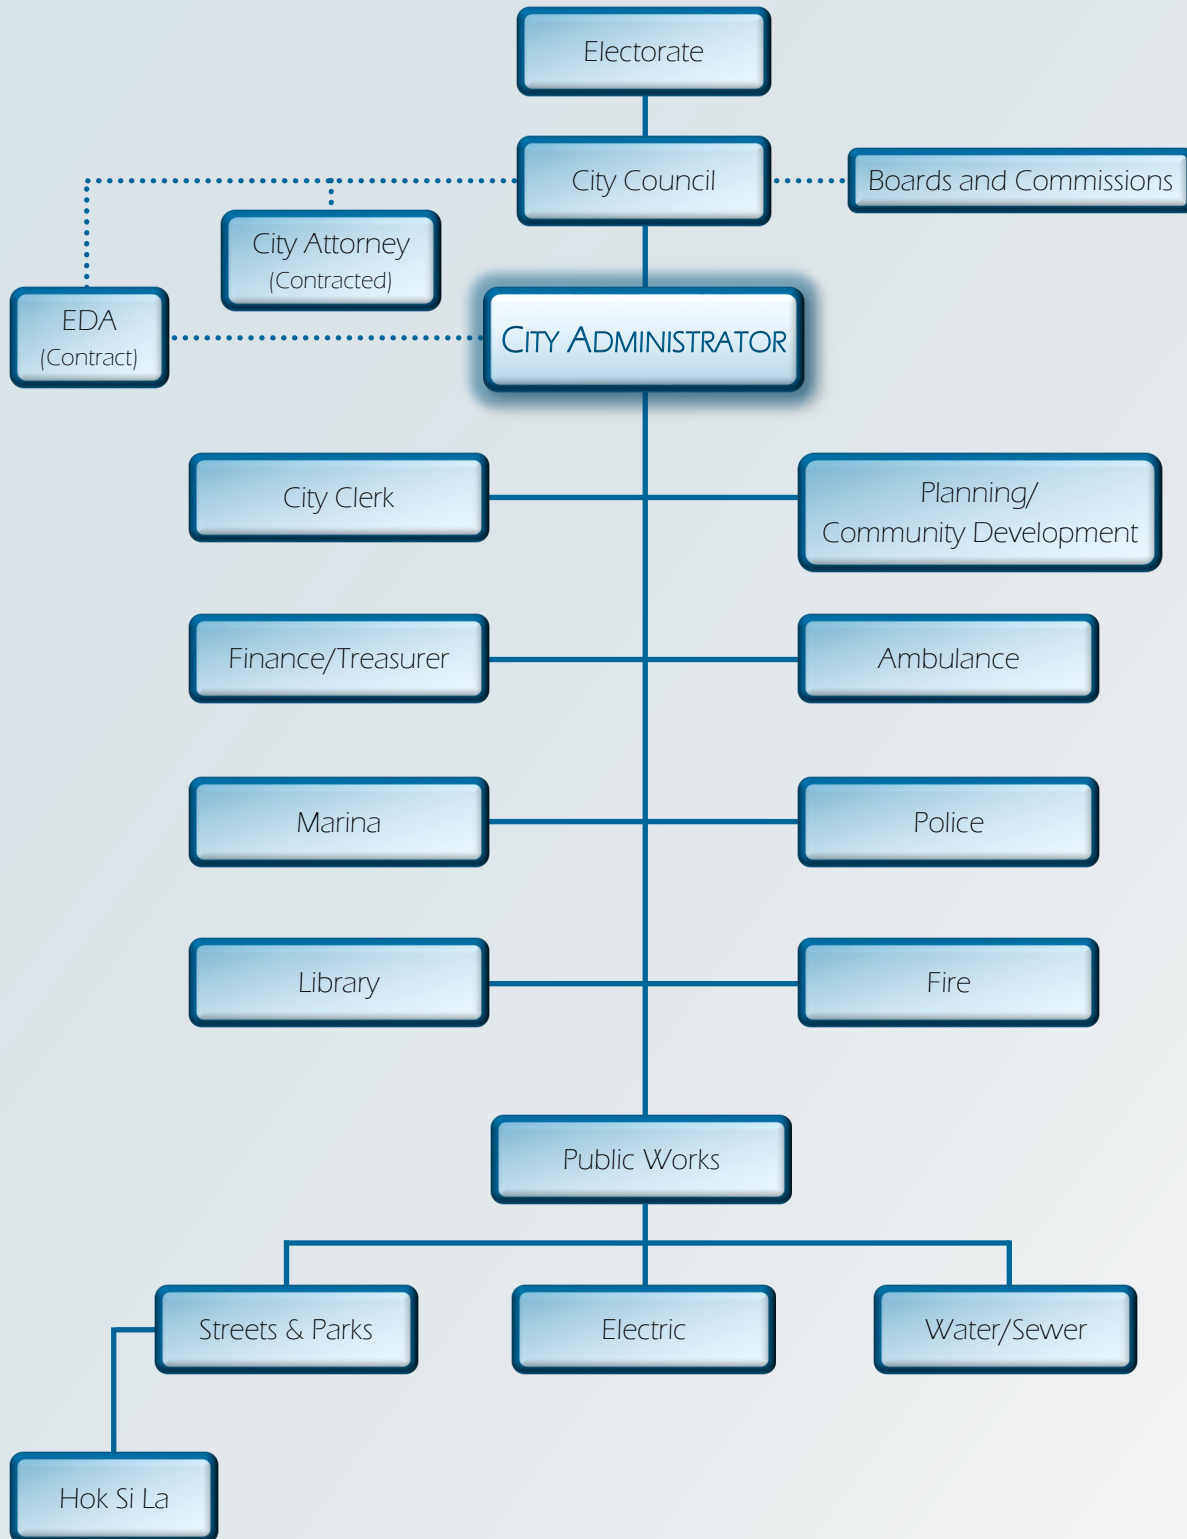 Electorate
City Council
Boards and Commissions
City Attorney
(Contracted)
EDA
(Contract)
CITY ADMINISTRATOR
City Clerk
Planning/
Community Development
Finance/Treasurer
Ambulance
Marina
Police
Library
Fire
Public Works
Streets & Parks
Electric
Water/Sewer
Hok Si La